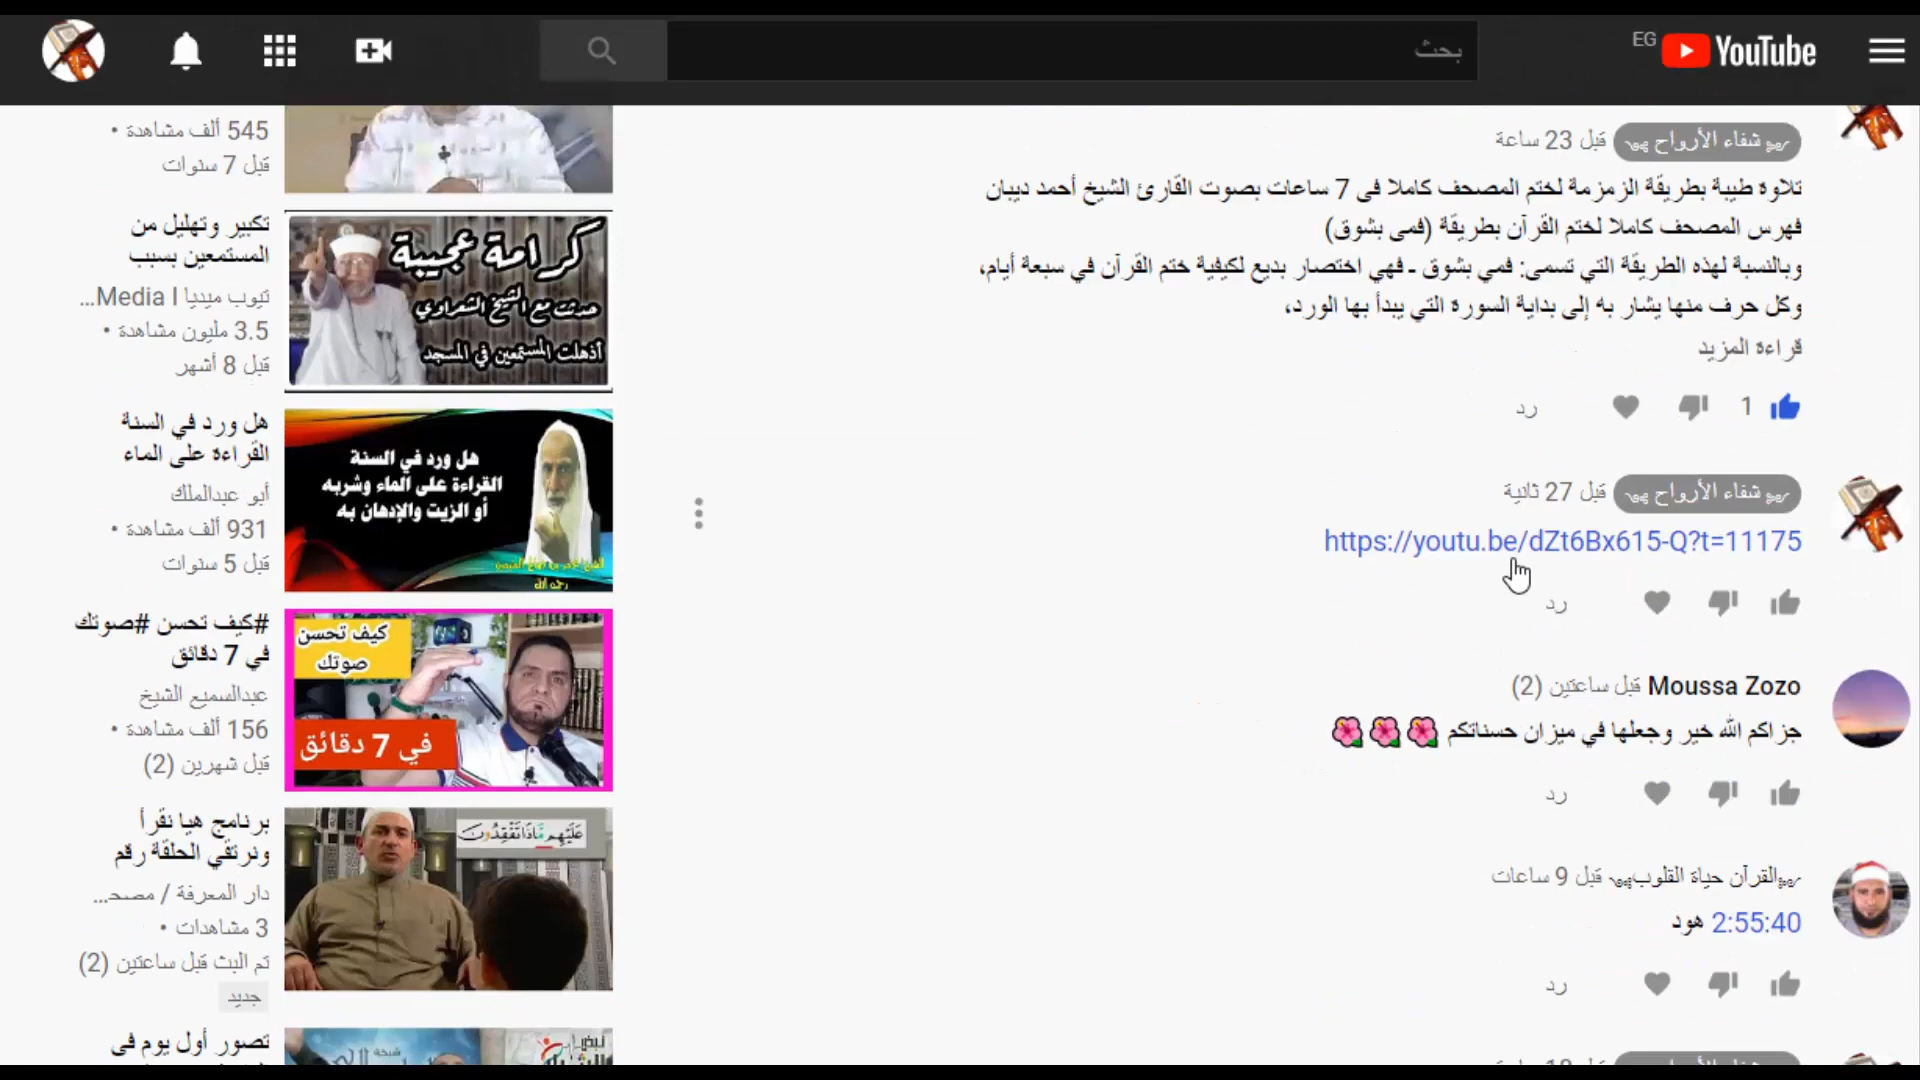 EG
YouTube
بحث
شفاء الأرواح
قبل 23 ساعة
تلاوة طيبة بطريقة الزمزمة لختم المصحف كاملا فى 7 ساعات بصوت القارئ الشيخ أحمد ديبان
فهرس المصحف كاملا لختم القرآن بطريقة (فمى بشوق)
وبالنسبة لهذه الطريقة التي تسمى: فمي بشوق ـ فهي اختصار بديع لكيفية ختم القرآن في سبعة أيام،
وكل حرف منها يشار به إلى بداية السورة التي يبدأ بها الورد،
قراءة المزيد
1
رد
شفاء الأرواح
قبل 27 ثانية
https://youtu.be/dZt6Bx615-Q?t=11175
رد
Moussa Zozo قبل ساعتين (2)
جزاكم الله خير وجعلها في ميزان حسناتكم 🌺🌺🌺
رد
القرآن حياة القلوب قبل 9 ساعات
2:55:40 هود
رد
545 ألف مشاهدة •
قبل 7 سنوات
كرامة عجيبة
حدثت مع الشيخ الشعراوي
أذهلت المستمعين في المسجد
تكبير وتهليل من
المستمعين بسبب
تيوب ميديا Media I...
3.5 مليون مشاهدة •
قبل 8 أشهر
هل ورد في السنة
القراءة على الماء وشربه
أو الزيت والإدهان به
رحمه الله
هل ورد في السنة
القراءة على الماء
أبو عبدالملك
931 ألف مشاهدة •
قبل 5 سنوات
كيف تحسن
صوتك
في 7 دقائق
#كيف تحسن #صوتك
في 7 دقائق
عبدالسميع الشيخ
156 ألف مشاهدة •
قبل شهرين (2)
عَلَيْهِم مَّاذَا تَفْقِدُونَ
برنامج هيا نقرأ
ونرتقي الحلقة رقم
دار المعرفة / مصحـ...
3 مشاهدات •
تم البث قبل ساعتين (2)
جديد
شبكة
تصور أول يوم فى